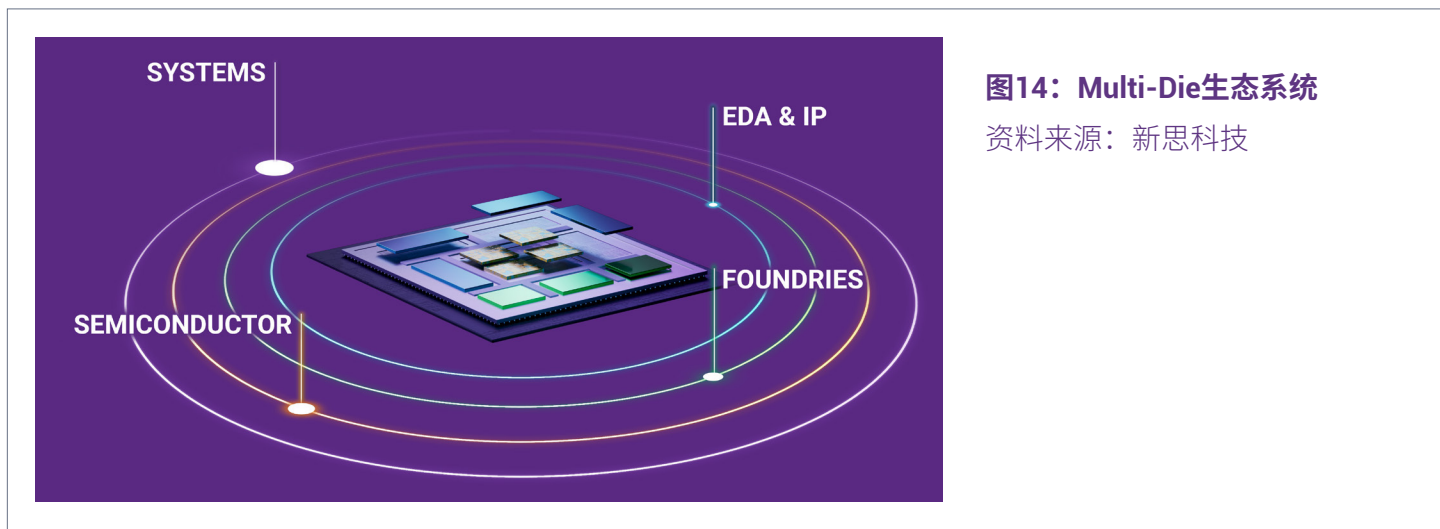 SYSTEMS
EDA & IP
FOUNDRIES
SEMICONDUCTOR
图14：Multi-Die生态系统
资料来源：新思科技